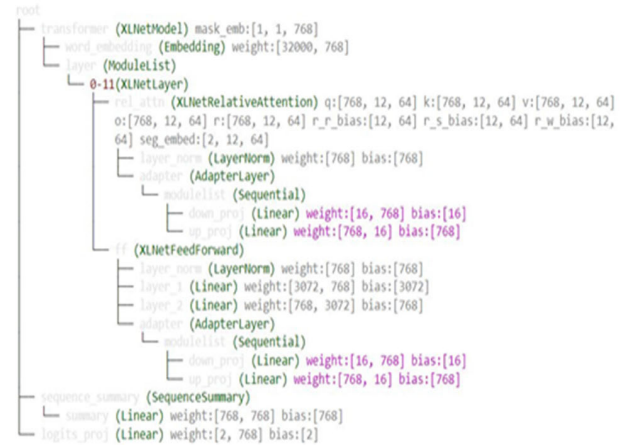 root
transformer (XLNetModel) mask_emb:[1, 1, 768]
word_embedding (Embedding) weight:[32000, 768]
layer (ModuleList)
0-11(XLNetLayer)
rel_attn (XLNetRelativeAttention) q:[768, 12, 64] k:[768, 12, 64] v:[768, 12, 64]
o:[768, 12, 64] r:[768, 12, 64] r_r_bias:[12, 64] r_s_bias:[12, 64] r_w_bias:[12,
64] seg_embed:[2, 12, 64]
layer_norm (LayerNorm) weight:[768] bias:[768]
adapter (AdapterLayer)
modulelist (Sequential)
down_proj (Linear) weight:[16, 768] bias:[16]
up_proj (Linear) weight:[768, 16] bias:[768]
ff (XLNetFeedForward)
layer_norm (LayerNorm) weight:[768] bias:[768]
layer_1 (Linear) weight:[3072, 768] bias:[3072]
layer_2 (Linear) weight:[768, 3072] bias:[768]
adapter (AdapterLayer)
modulelist (Sequential)
down_proj (Linear) weight:[16, 768] bias:[16]
up_proj (Linear) weight:[768, 16] bias:[768]
sequence_summary (SequenceSummary)
summary (Linear) weight:[768, 768] bias:[768]
logits_proj (Linear) weight:[2, 768] bias:[2]